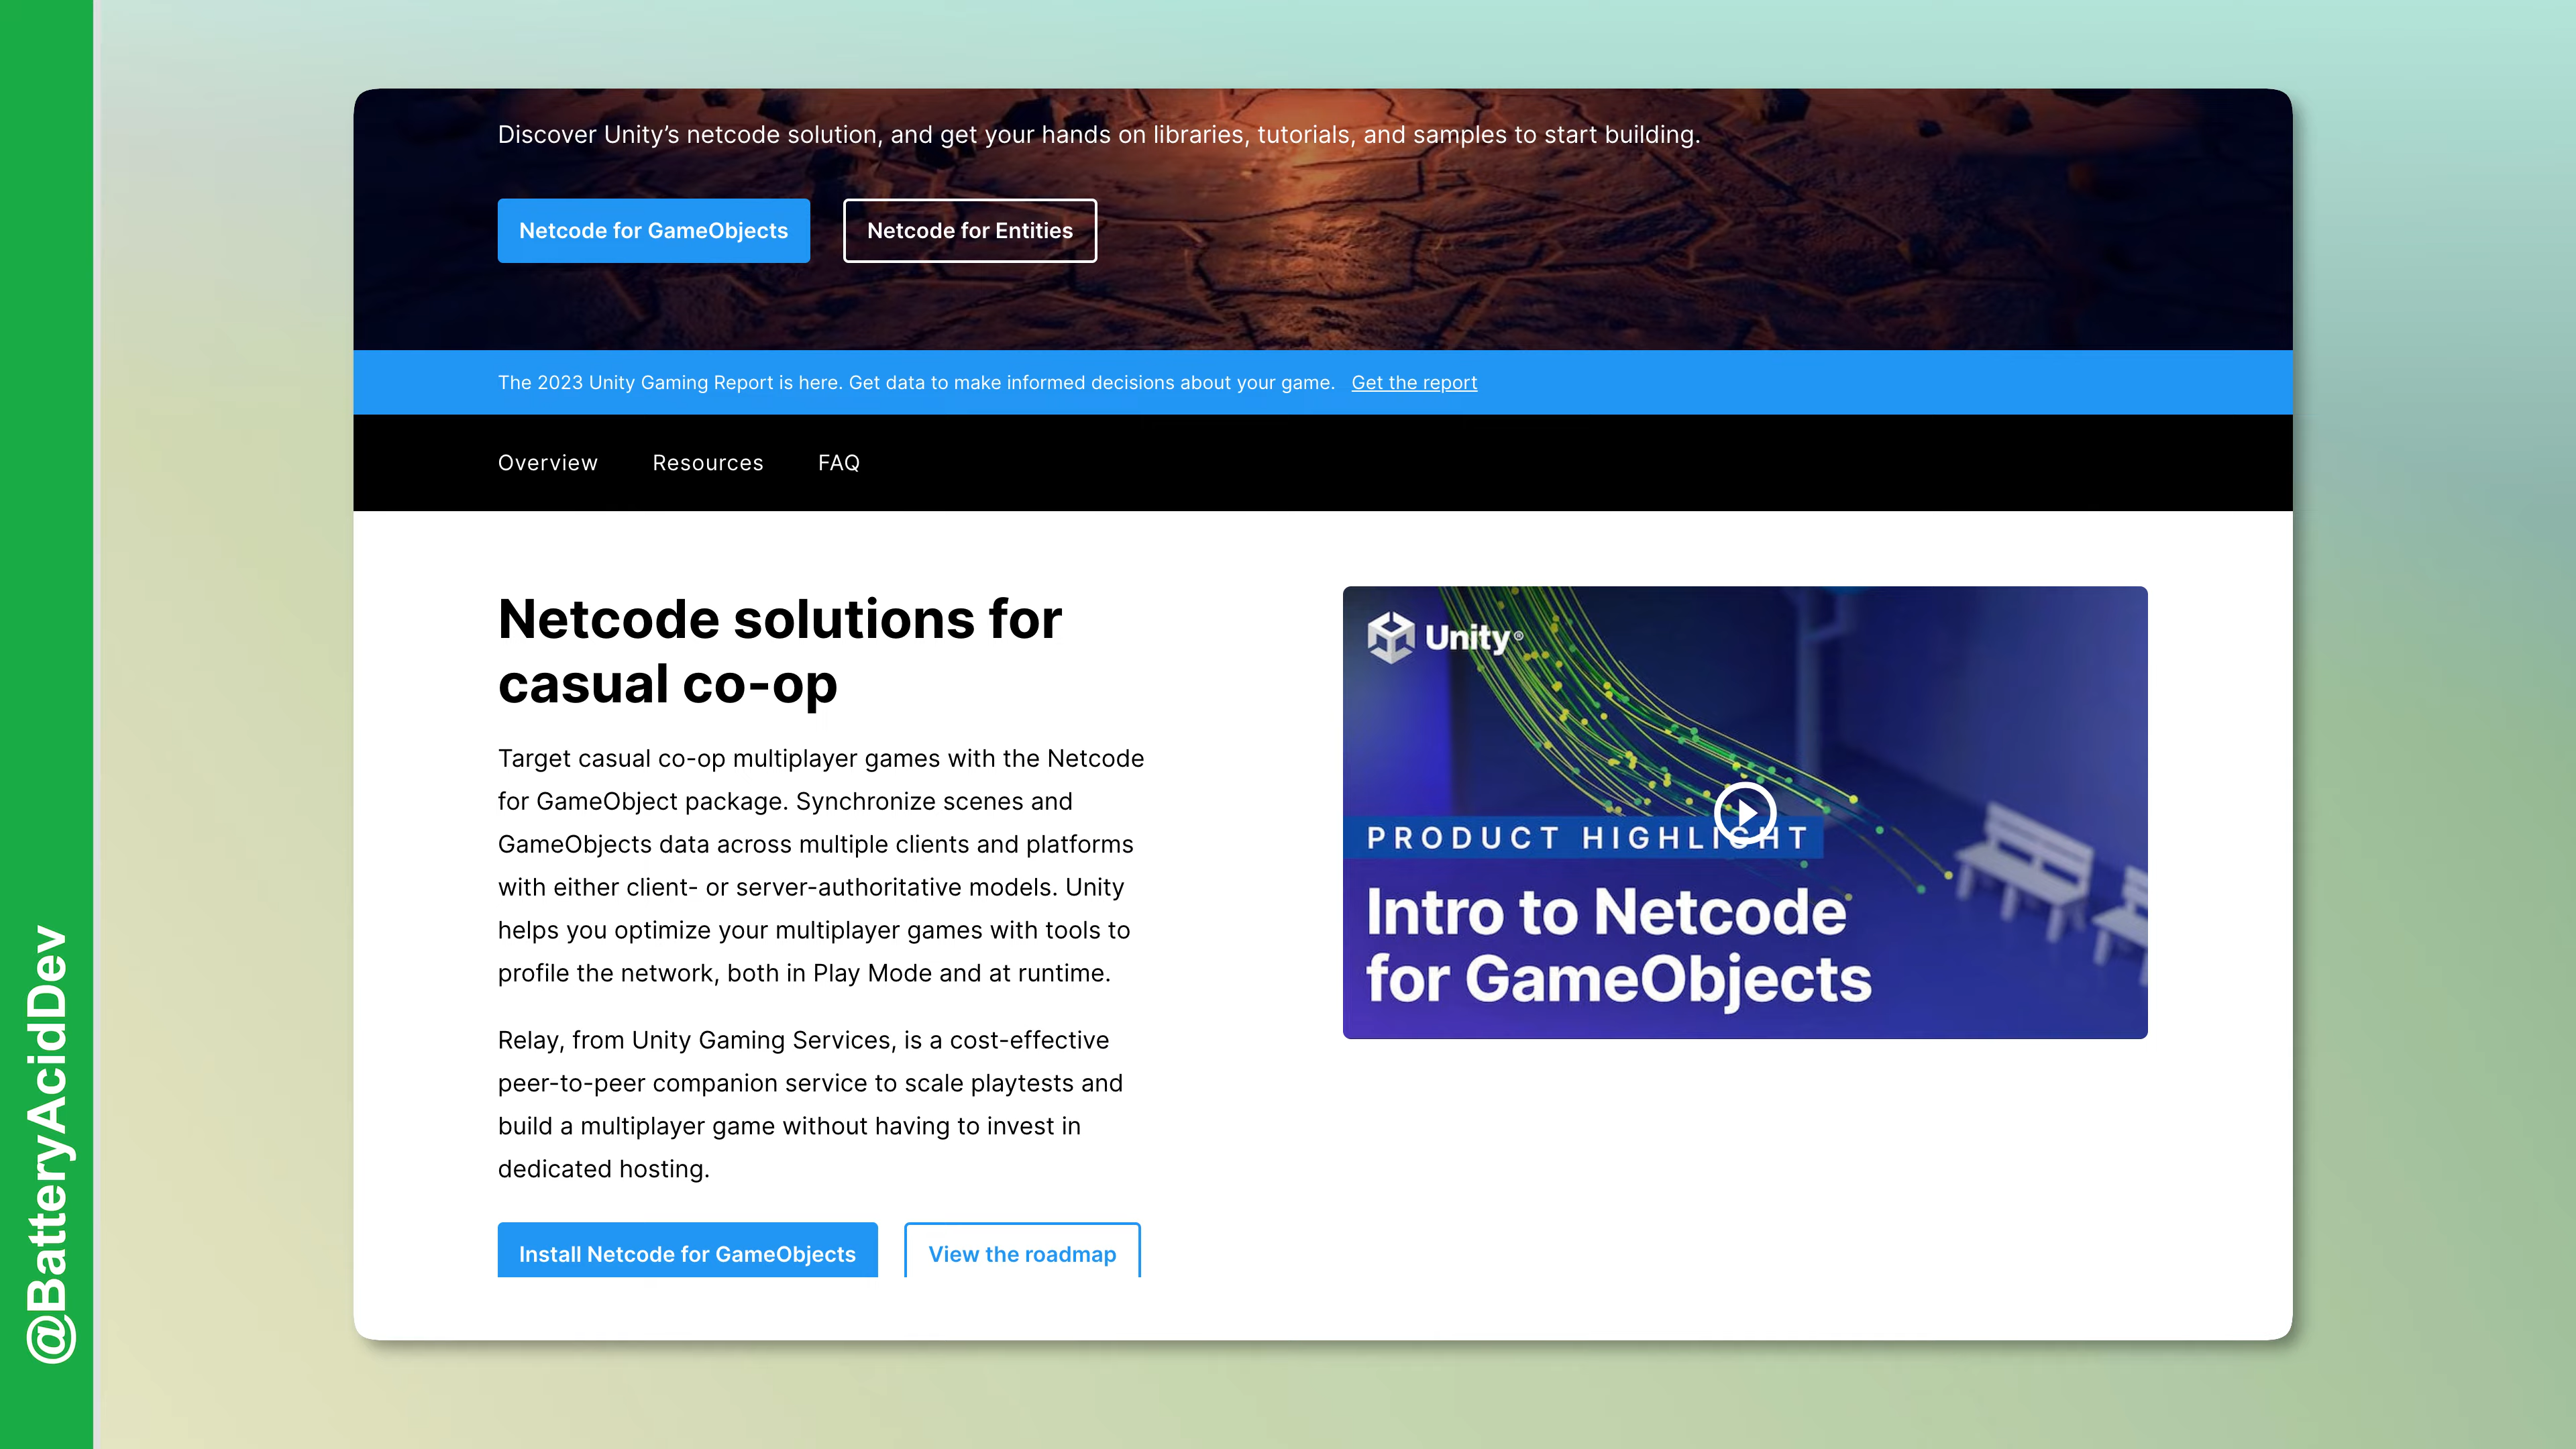 Discover Unity’s netcode solution, and get your hands on libraries, tutorials, and samples to start building.
Netcode for GameObjects
Netcode for Entities
The 2023 Unity Gaming Report is here. Get data to make informed decisions about your game. Get the report
Overview Resources FAQ
Netcode solutions for
casual co-op
Target casual co-op multiplayer games with the Netcode
for GameObject package. Synchronize scenes and
GameObjects data across multiple clients and platforms
with either client- or server-authoritative models. Unity
helps you optimize your multiplayer games with tools to
profile the network, both in Play Mode and at runtime.
Relay, from Unity Gaming Services, is a cost-effective
peer-to-peer companion service to scale playtests and
build a multiplayer game without having to invest in
dedicated hosting.
Install Netcode for GameObjects
View the roadmap
Unity®
PRODUCT HIGHLIGHT
Intro to Netcode
for GameObjects
@BatteryAcidDev